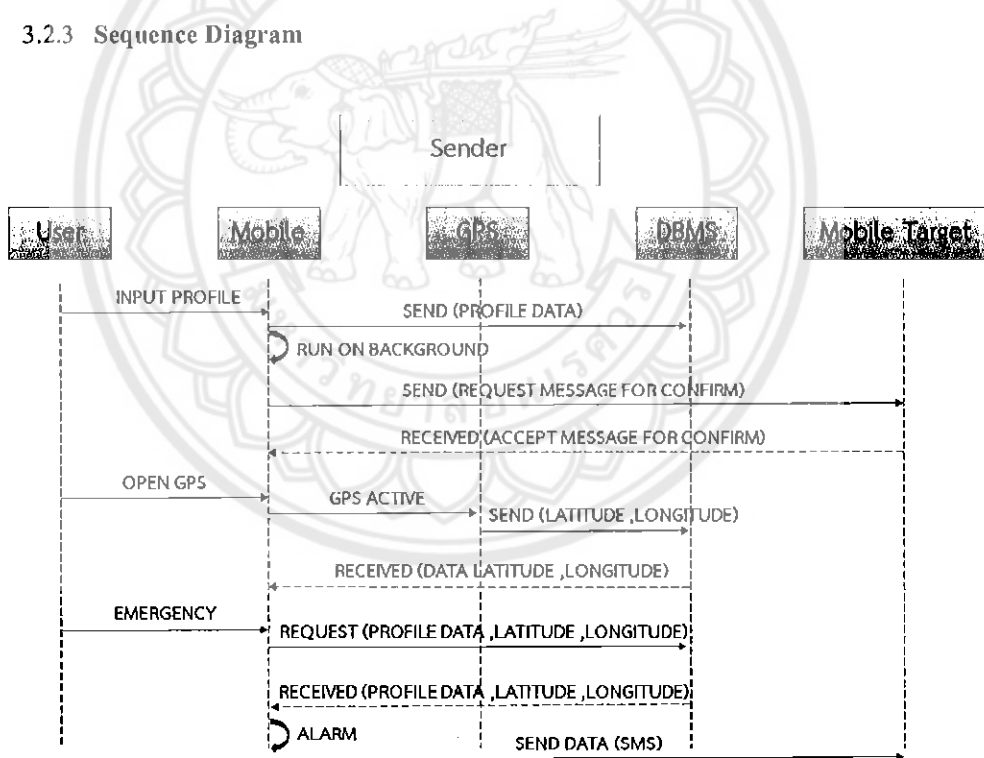 3.2.3 Sequence Diagram
Sender
User Mobile GPS DBMS Mobile Target
INPUT PROFILE
SEND (PROFILE DATA)
RUN ON BACKGROUND
SEND (REQUEST MESSAGE FOR CONFIRM)
RECEIVED (ACCEPT MESSAGE FOR CONFIRM)
OPEN GPS
GPS ACTIVE
SEND (LATITUDE ,LONGITUDE)
RECEIVED (DATA LATITUDE ,LONGITUDE)
EMERGENCY
REQUEST (PROFILE DATA ,LATITUDE ,LONGITUDE)
RECEIVED (PROFILE DATA ,LATITUDE ,LONGITUDE)
ALARM
SEND DATA (SMS)